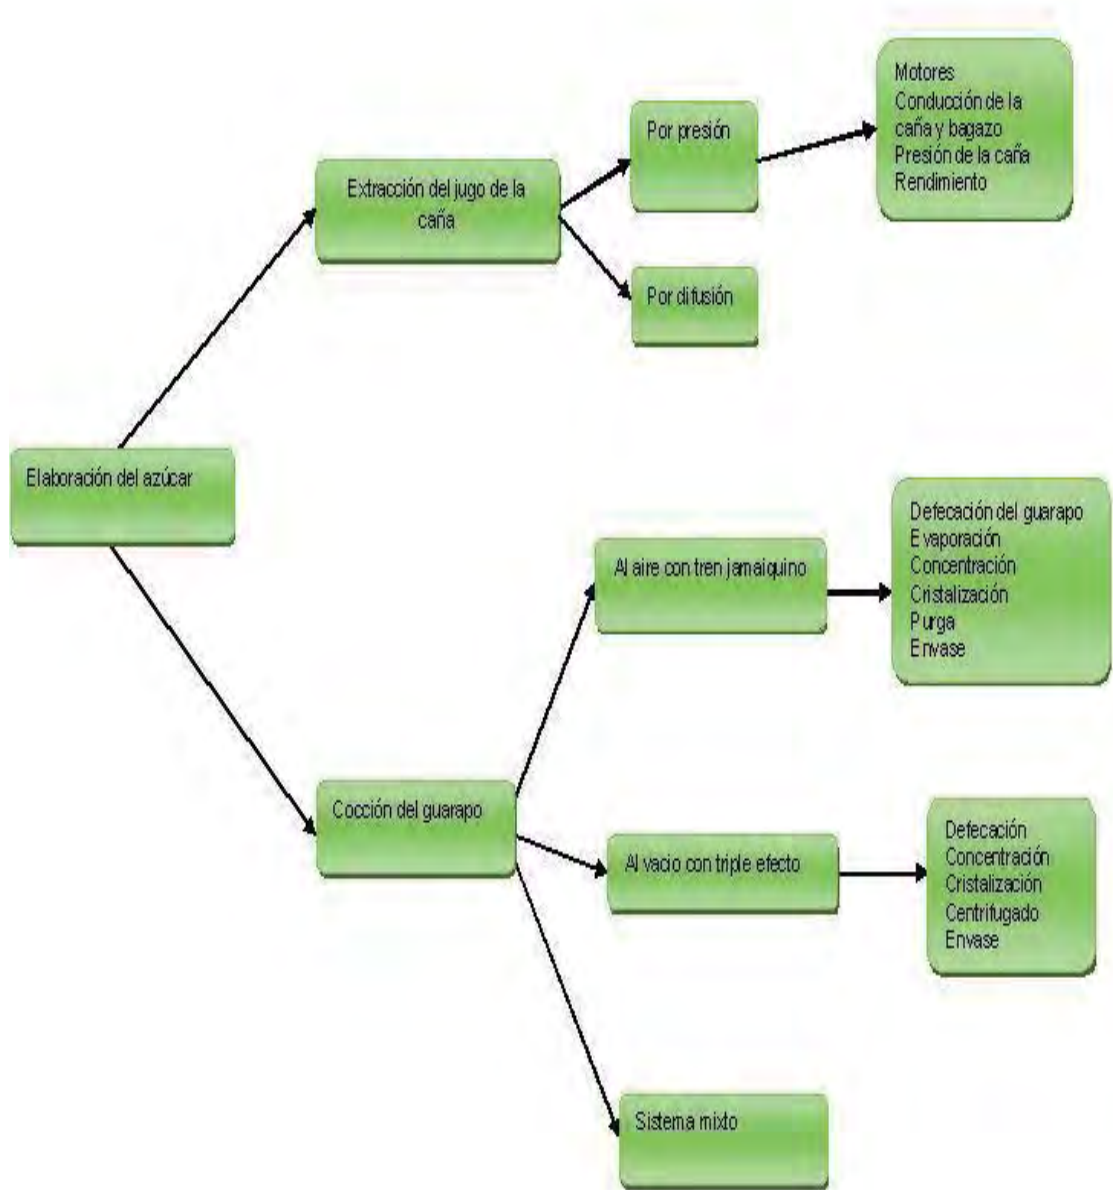 Motores
Conducción de la
caña y bagazo
Presión de la caña
Rendimiento
Por presión
Extracción del jugo de la
caña
Por difusión
Elaboración del azúcar
Defecación del guarapo
Evaporación
Concentración
Cristalización
Purga
Envase
Al aire con tren jamaiquino
Cocción del guarapo
Al vacio con triple efecto
Defecación
Concentración
Cristalización
Centrifugado
Envase
Sistema mixto